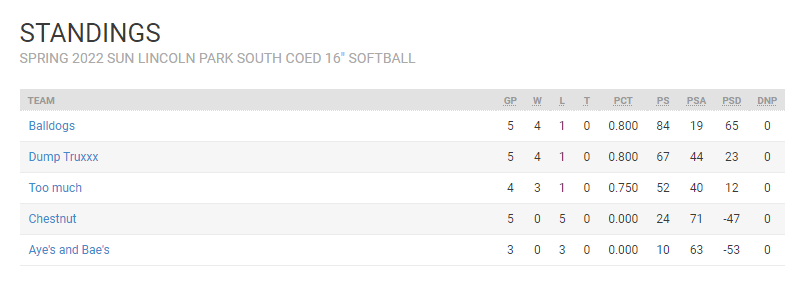 STANDINGS
SPRING 2022 SUN LINCOLN PARK SOUTH COED 16" SOFTBALL
TEAM GP W L T PCT PS PSA PSD DNP
Balldogs 5 4 1 0 0.800 84 19 65 0
Dump Truxxx 5 4 1 0 0.800 67 44 23 0
Too much 4 3 1 0 0.750 52 40 12 0
Chestnut 5 0 5 0 0.000 24 71 -47 0
Aye's and Bae's 3 0 3 0 0.000 10 63 -53 0